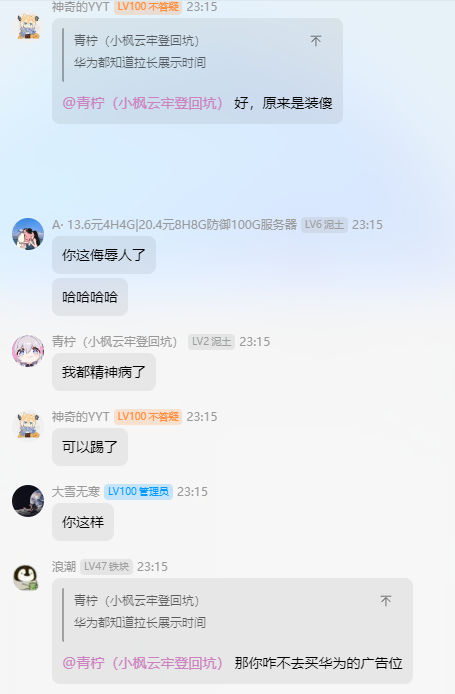 神奇的YYT LV100 不答疑 23:15
青柠（小枫云牢登回坑）
华为都知道拉长展示时间
@青柠（小枫云牢登回坑） 好，原来是装傻
A· 13.6元4H4G|20.4元8H8G防御100G服务器 LV6 泥土 23:15
你这侮辱人了
哈哈哈哈
青柠（小枫云牢登回坑） LV2 泥土 23:15
我都精神病了
神奇的YYT LV100 不答疑 23:15
可以踢了
大雪无寒 LV100 管理员 23:15
你这样
浪潮 LV47 铁块 23:15
青柠（小枫云牢登回坑）
华为都知道拉长展示时间
@青柠（小枫云牢登回坑） 那你咋不去买华为的广告位